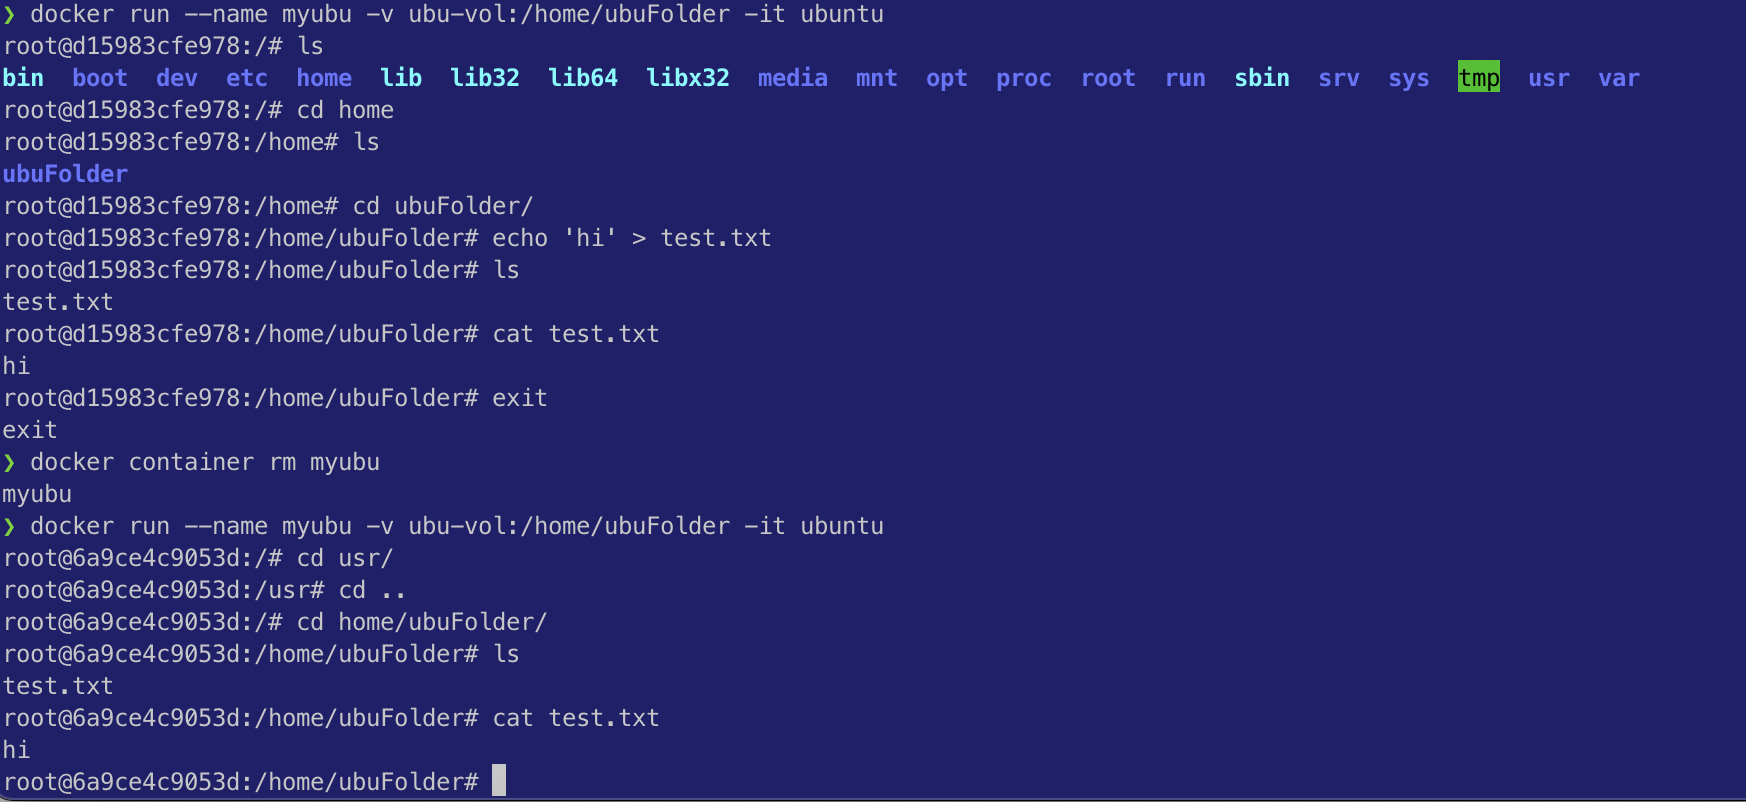 ❯ docker run --name myubu -v ubu-vol:/home/ubuFolder -it ubuntu
root@d15983cfe978:/# ls
bin boot dev etc home lib lib32 lib64 libx32 media mnt opt proc root run sbin srv sys tmp usr var
root@d15983cfe978:/# cd home
root@d15983cfe978:/home# ls
ubuFolder
root@d15983cfe978:/home# cd ubuFolder/
root@d15983cfe978:/home/ubuFolder# echo 'hi' > test.txt
root@d15983cfe978:/home/ubuFolder# ls
test.txt
root@d15983cfe978:/home/ubuFolder# cat test.txt
hi
root@d15983cfe978:/home/ubuFolder# exit
exit
❯ docker container rm myubu
myubu
❯ docker run --name myubu -v ubu-vol:/home/ubuFolder -it ubuntu
root@6a9ce4c9053d:/# cd usr/
root@6a9ce4c9053d:/usr# cd ..
root@6a9ce4c9053d:/# cd home/ubuFolder/
root@6a9ce4c9053d:/home/ubuFolder# ls
test.txt
root@6a9ce4c9053d:/home/ubuFolder# cat test.txt
hi
root@6a9ce4c9053d:/home/ubuFolder#